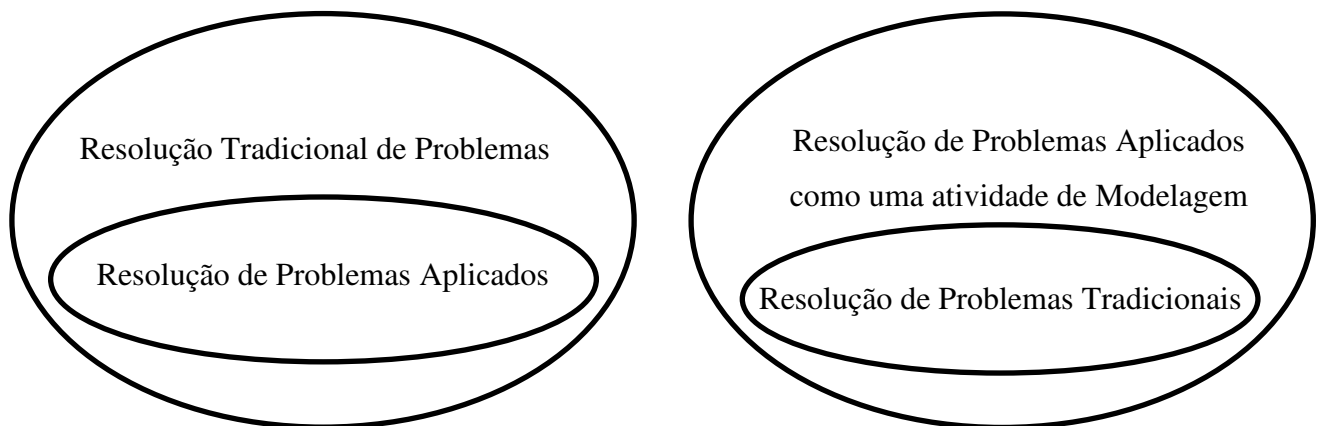 Resolução Tradicional de Problemas
Resolução de Problemas Aplicados
Resolução de Problemas Aplicados
como uma atividade de Modelagem
Resolução de Problemas Tradicionais